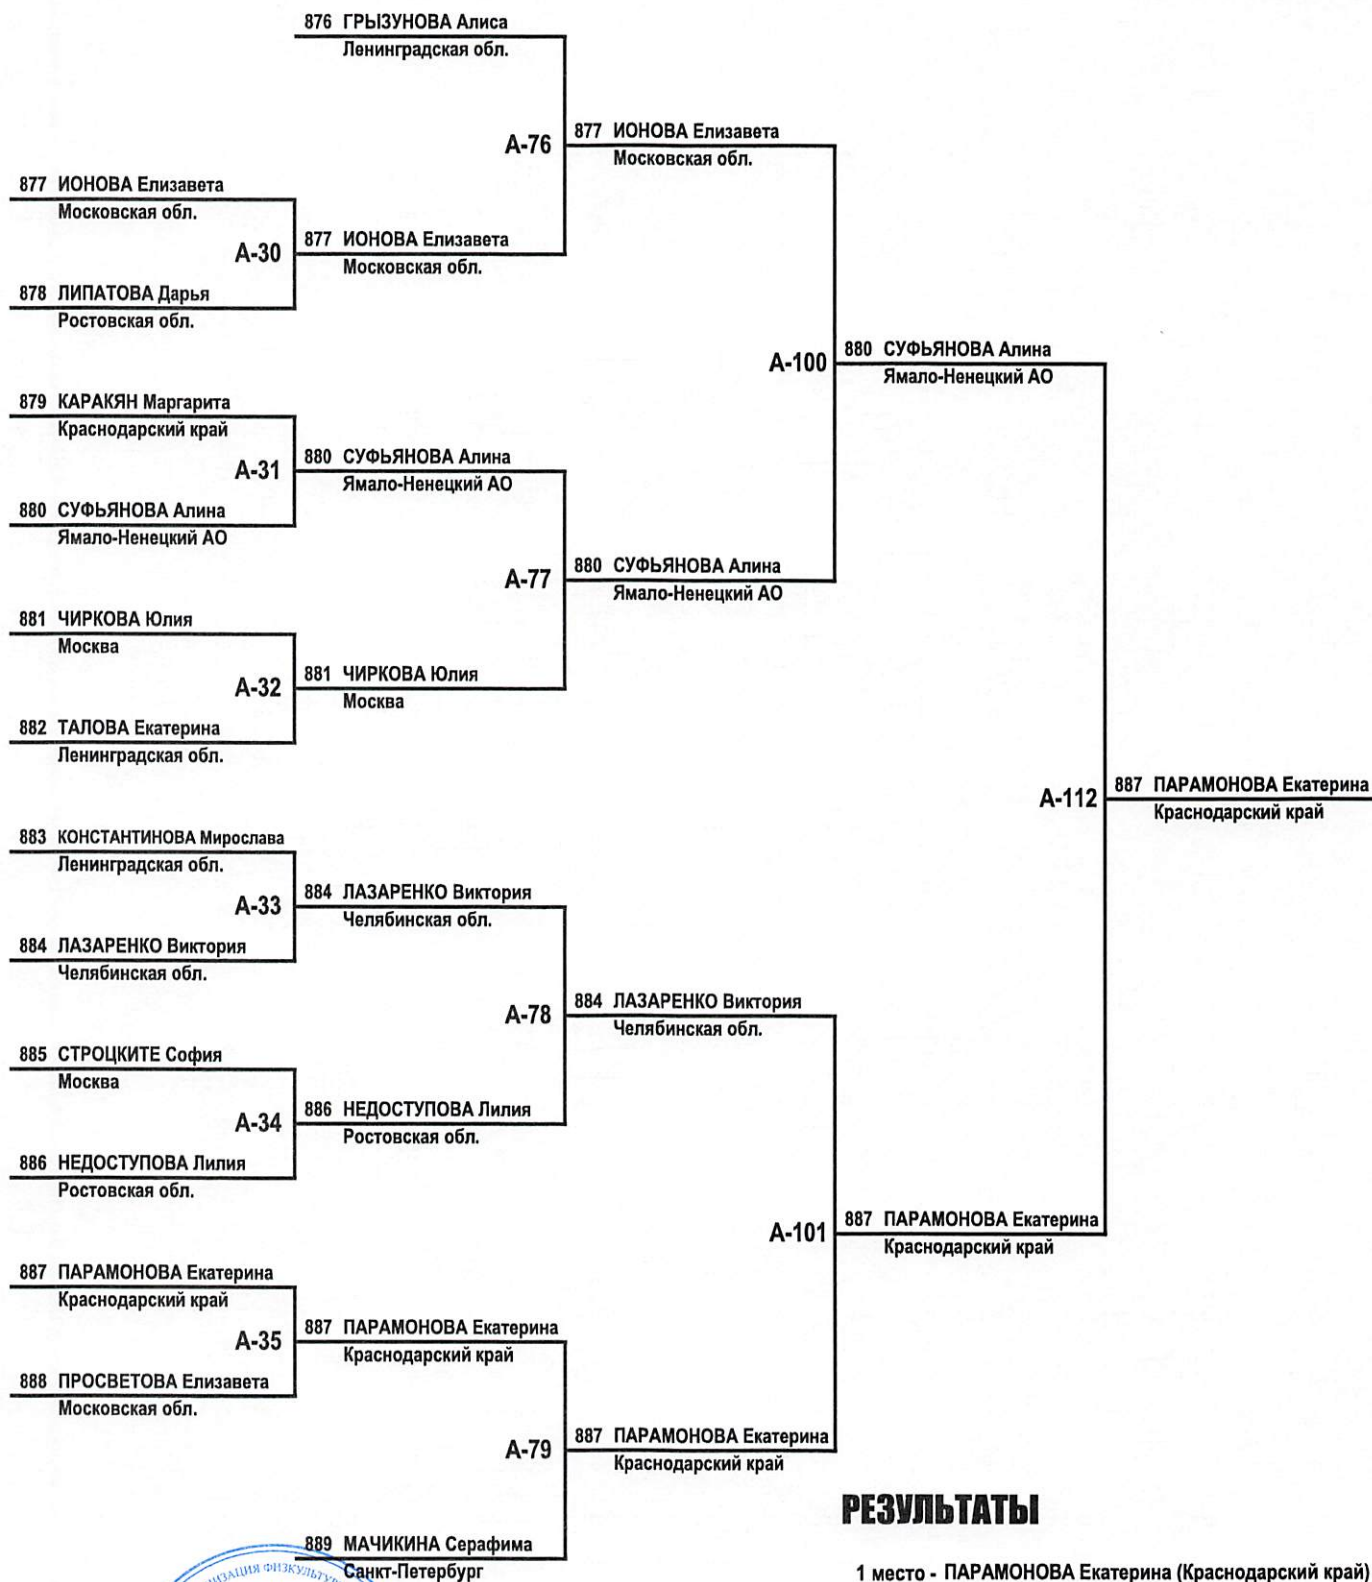 876 ГРЫЗУНОВА Алиса
Ленинградская обл.
А-76
877 ИОНОВА Елизавета
Московская обл.
877 ИОНОВА Елизавета
Московская обл.
А-30
877 ИОНОВА Елизавета
Московская обл.
878 ЛИПАТОВА Дарья
Ростовская обл.
А-100
880 СУФЬЯНОВА Алина
Ямало-Ненецкий АО
879 КАРАКЯН Маргарита
Краснодарский край
А-31
880 СУФЬЯНОВА Алина
Ямало-Ненецкий АО
880 СУФЬЯНОВА Алина
Ямало-Ненецкий АО
А-77
880 СУФЬЯНОВА Алина
Ямало-Ненецкий АО
881 ЧИРКОВА Юлия
Москва
А-32
881 ЧИРКОВА Юлия
Москва
882 ТАЛОВА Екатерина
Ленинградская обл.
А-112
887 ПАРАМОНОВА Екатерина
Краснодарский край
883 КОНСТАНТИНОВА Мирослава
Ленинградская обл.
А-33
884 ЛАЗАРЕНКО Виктория
Челябинская обл.
884 ЛАЗАРЕНКО Виктория
Челябинская обл.
А-78
884 ЛАЗАРЕНКО Виктория
Челябинская обл.
885 СТРОЦКИТЕ София
Москва
А-34
886 НЕДОСТУПОВА Лилия
Ростовская обл.
886 НЕДОСТУПОВА Лилия
Ростовская обл.
А-101
887 ПАРАМОНОВА Екатерина
Краснодарский край
887 ПАРАМОНОВА Екатерина
Краснодарский край
А-35
887 ПАРАМОНОВА Екатерина
Краснодарский край
888 ПРОСВЕТОВА Елизавета
Московская обл.
А-79
887 ПАРАМОНОВА Екатерина
Краснодарский край
РЕЗУЛЬТАТЫ
889 МАЧИКИНА Серафима
Санкт-Петербург
1 место - ПАРАМОНОВА Екатерина (Краснодарский край)